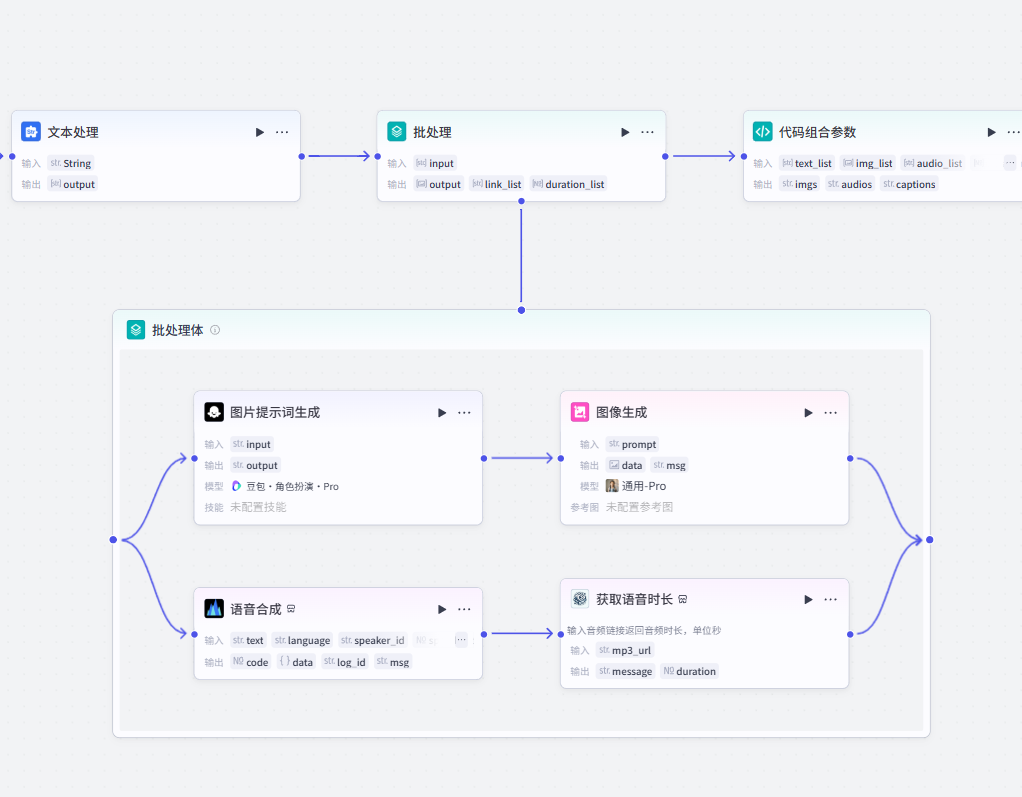 文本处理
输入 str. String
输出 [str] output
批处理
输入 [str] input
输出 output link_list duration_list
代码组合参数
输入 text_list img_list audio_list
输出 str. imgs str. audios str. captions
批处理体
图片提示词生成
输入 str. input
输出 str. output
模型 豆包·角色扮演·Pro
技能 未配置技能
图像生成
输入 str. prompt
输出 data str. msg
模型 通用-Pro
参考图 未配置参考图
语音合成
输入 str. text str. language str. speaker_id
输出 NO code { } data str. log_id str. msg
获取语音时长
输入音频链接返回音频时长，单位秒
输入 str. mp3_url
输出 str. message NO duration